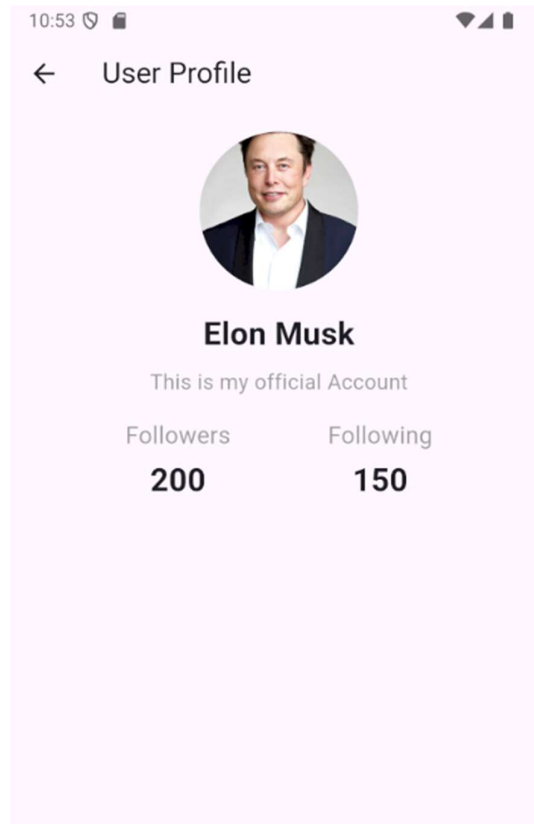 10:53
User Profile
Elon Musk
This is my official Account
Followers Following
200 150